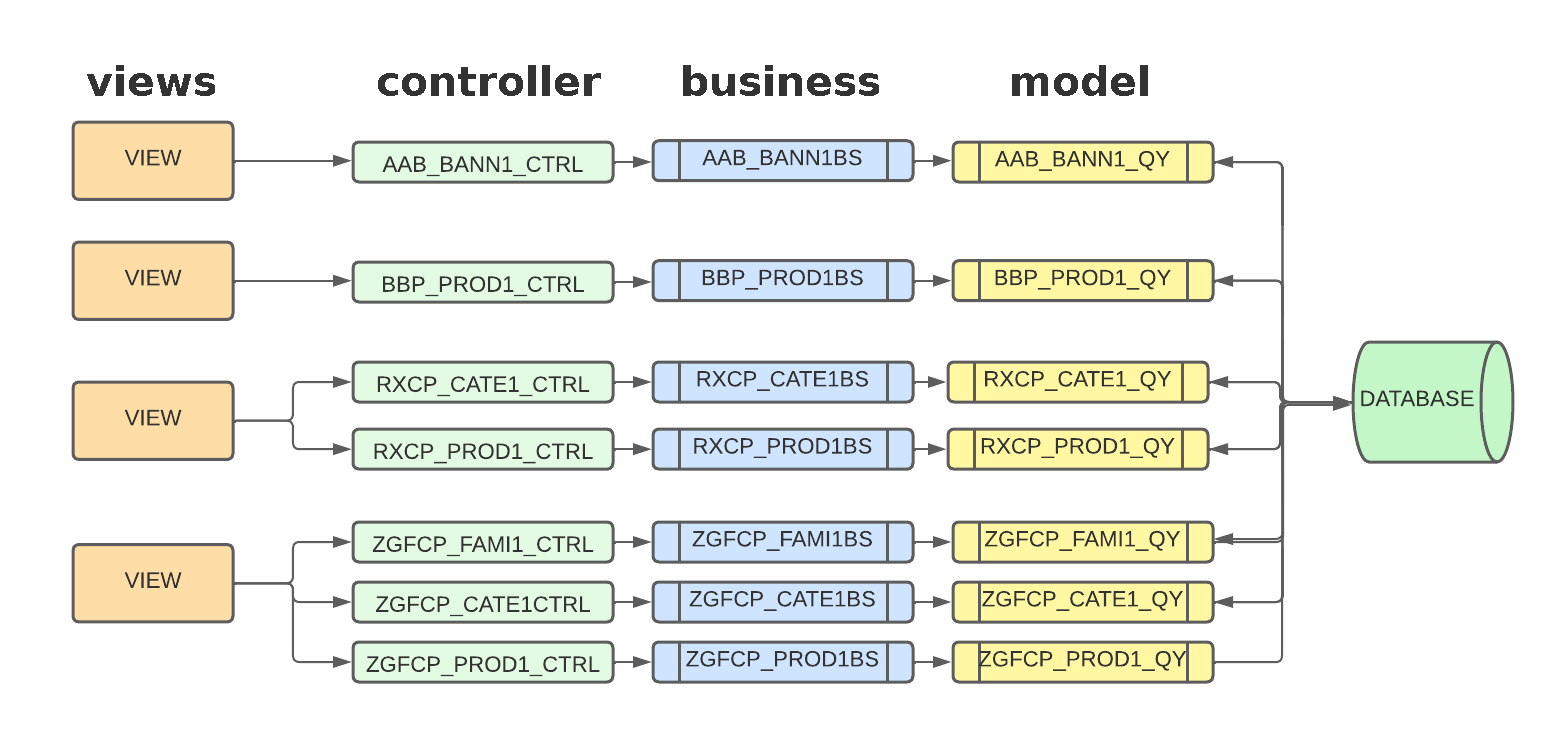 views controller business model
VIEW AAB_BANN1_CTRL AAB_BANN1BS AAB_BANN1_QY
VIEW BBP_PROD1_CTRL BBP_PROD1BS BBP_PROD1_QY
RXCP_CATE1_CTRL RXCP_CATE1BS RXCP_CATE1_QY
DATABASE
VIEW
RXCP_PROD1_CTRL RXCP_PROD1BS RXCP_PROD1_QY
ZGFCP_FAMI1_CTRL ZGFCP_FAMI1BS ZGFCP_FAMI1_QY
VIEW
ZGFCP_CATE1CTRL ZGFCP_CATE1BS ZGFCP_CATE1_QY
ZGFCP_PROD1_CTRL ZGFCP_PROD1BS ZGFCP_PROD1_QY